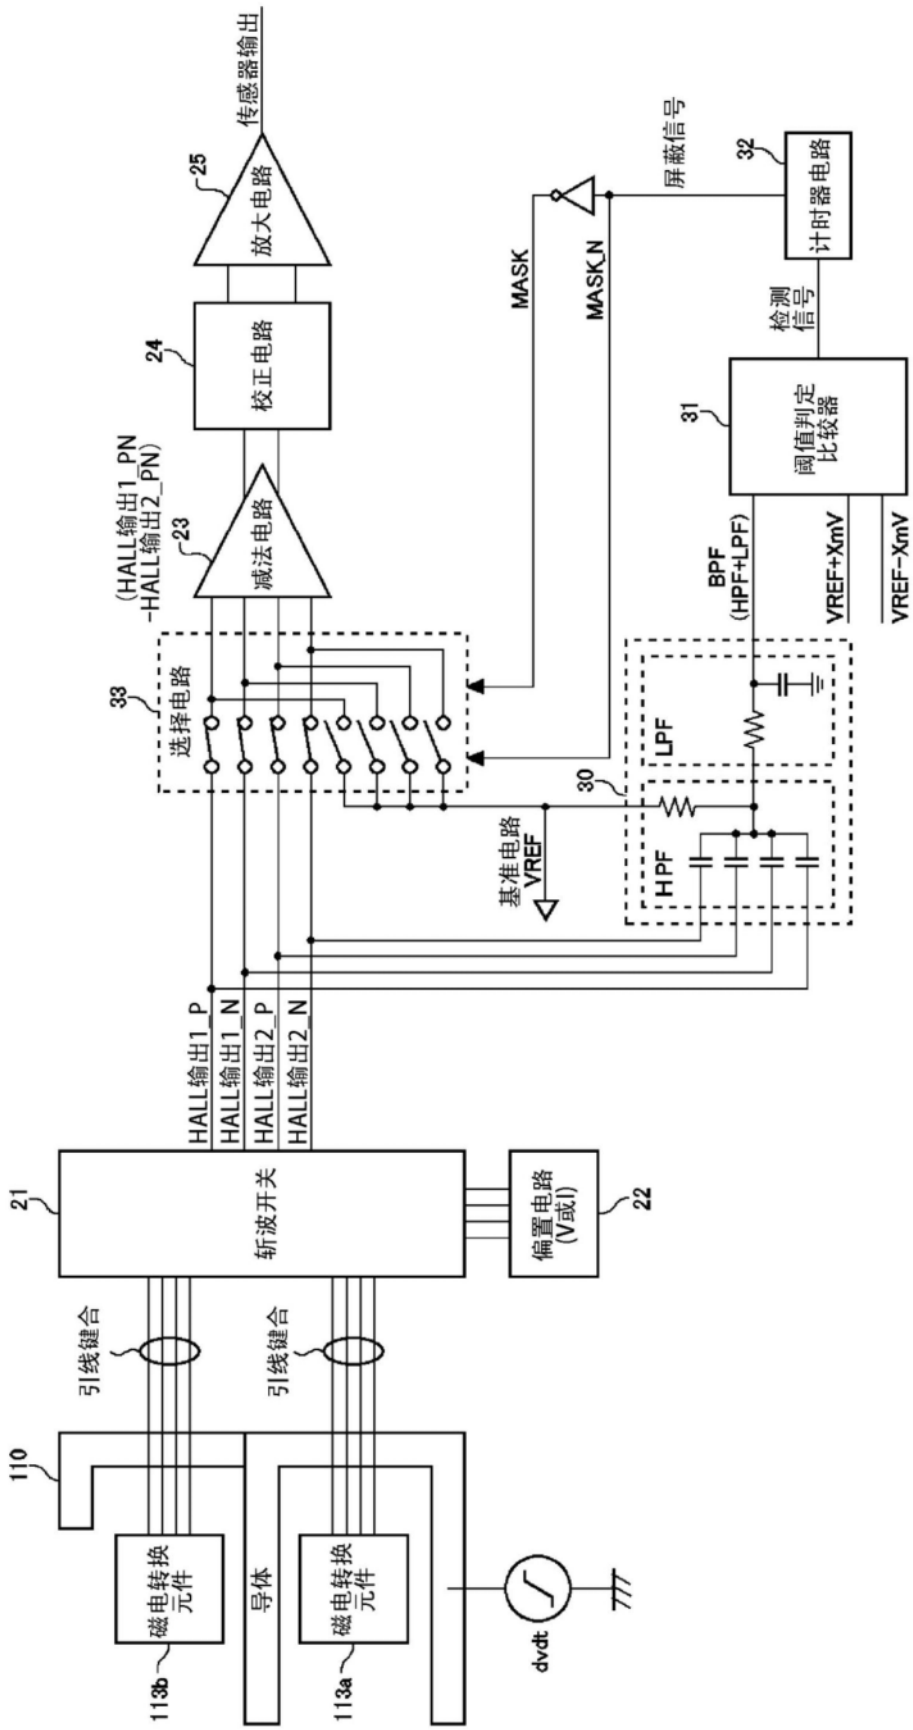 110
引线键合
磁电转换
元件
113b
导体
引线键合
磁电转换
元件
113a
dvdt
21
斩波开关
偏置电路
(V或I)
22
HALL输出1_P
HALL输出1_N
HALL输出2_P
HALL输出2_N
33
选择电路
基准电路
VREF
(HALL输出1_PN
-HALL输出2_PN)
23
减法电路
24
校正电路
25
放大电路
传感器输出
MASK
MASK_N
屏蔽信号
30
HPF
LPF
BPF
(HPF+LPF)
VREF+XmV
VREF-XmV
31
阈值判定
比较器
检测
信号
32
计时器电路